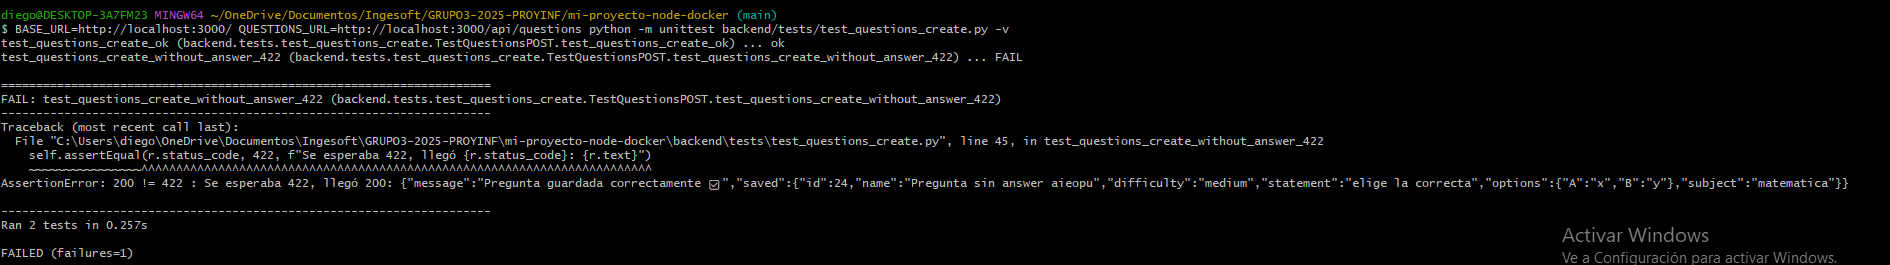 diego@DESKTOP-3A7FM23 MINGW64 ~/OneDrive/Documentos/Ingesoft/GRUPO3-2025-PROYINF/mi-proyecto-node-docker (main)
$ BASE_URL=http://localhost:3000/ QUESTIONS_URL=http://localhost:3000/api/questions python -m unittest backend/tests/test_questions_create.py -v
test_questions_create_ok (backend.tests.test_questions_create.TestQuestionsPOST.test_questions_create_ok) ... ok
test_questions_create_without_answer_422 (backend.tests.test_questions_create.TestQuestionsPOST.test_questions_create_without_answer_422) ... FAIL
======================================================================
FAIL: test_questions_create_without_answer_422 (backend.tests.test_questions_create.TestQuestionsPOST.test_questions_create_without_answer_422)
----------------------------------------------------------------------
Traceback (most recent call last):
  File "C:\Users\diego\OneDrive\Documentos\Ingesoft\GRUPO3-2025-PROYINF\mi-proyecto-node-docker\backend\tests\test_questions_create.py", line 45, in test_questions_create_without_answer_422
    self.assertEqual(r.status_code, 422, f"Se esperaba 422, llegó {r.status_code}: {r.text}")
    ~~~~~~~~~~~~~~~~^^^^^^^^^^^^^^^^^^^^^^^^^^^^^^^^^^^^^^^^^^^^^^^^^^^^^^^^^^^^^^^^^^^^^^^^^
AssertionError: 200 != 422 : Se esperaba 422, llegó 200: {"message":"Pregunta guardada correctamente ✅","saved":{"id":24,"name":"Pregunta sin answer aieopu","difficulty":"medium","statement":"elige la correcta","options":{"A":"x","B":"y"},"subject":"matematica"}}
----------------------------------------------------------------------
Ran 2 tests in 0.257s
FAILED (failures=1)
Activar Windows
Ve a Configuración para activar Windows.